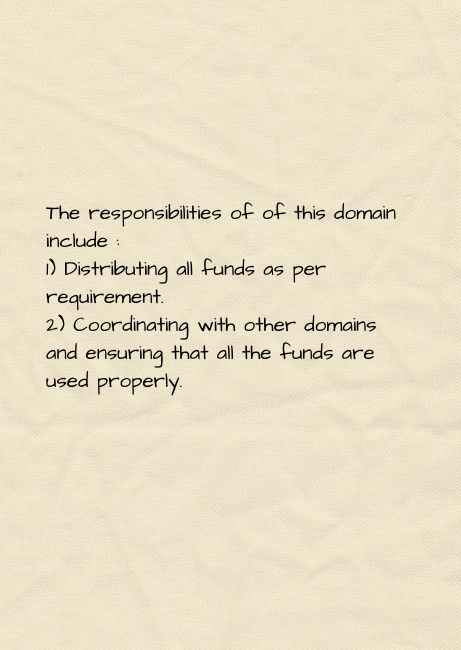 The responsibilities of of this domain
include :
1) Distributing all funds as per
requirement.
2) Coordinating with other domains
and ensuring that all the funds are
used properly.